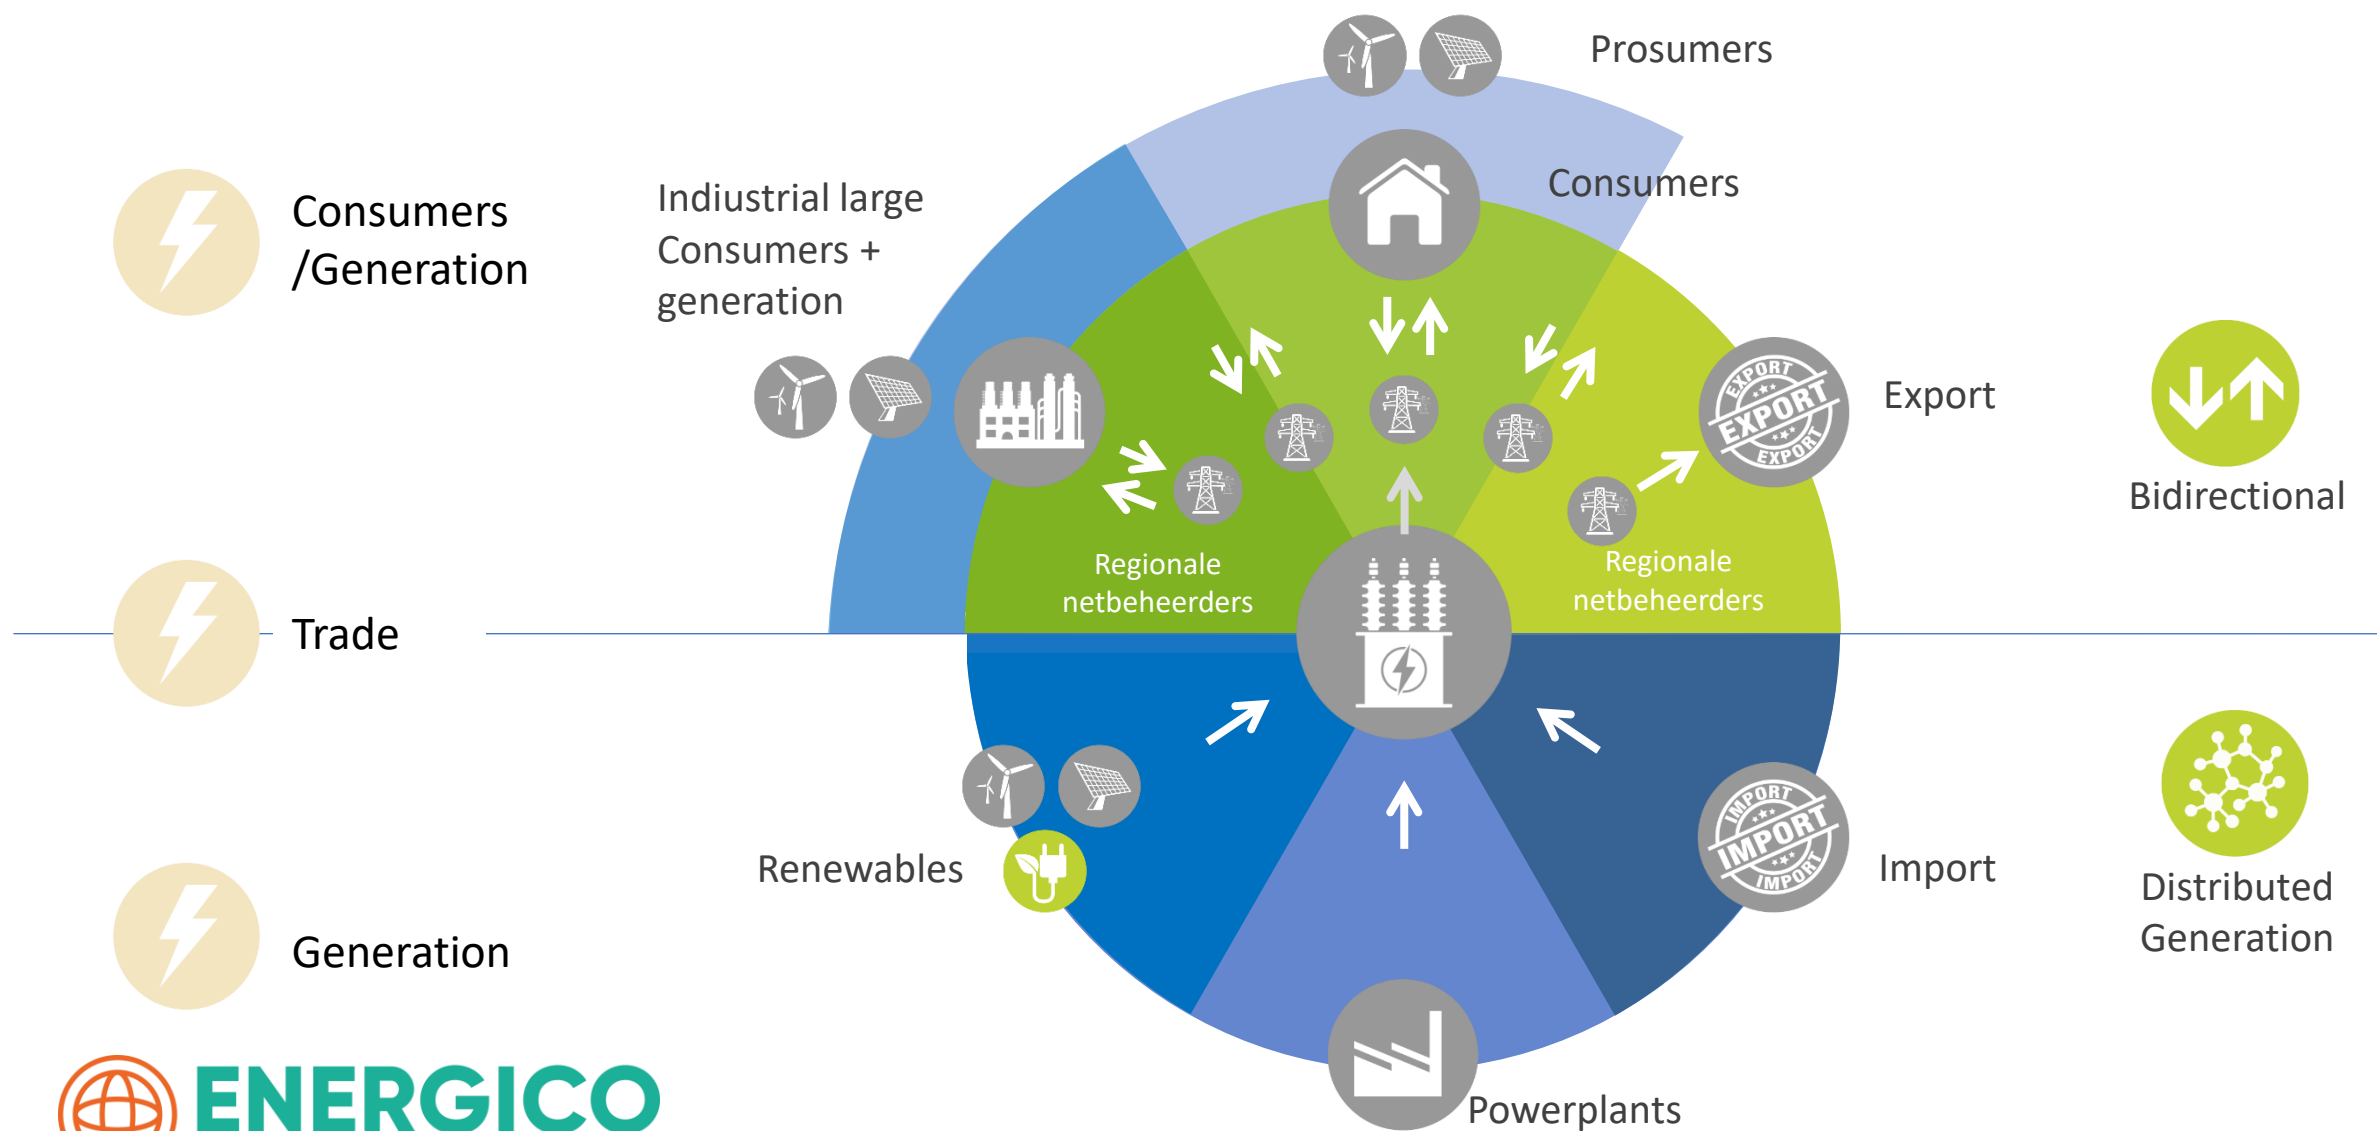 Prosumers
Consumers
Consumers
/Generation
Indiustrial large
Consumers +
generation
EXPORT
EXPORT
EXPORT
Export
Bidirectional
Regionale
netbeheerders
Regionale
netbeheerders
Trade
Renewables
IMPORT
IMPORT
IMPORT
Import
Distributed
Generation
Generation
ENERGICO
Powerplants